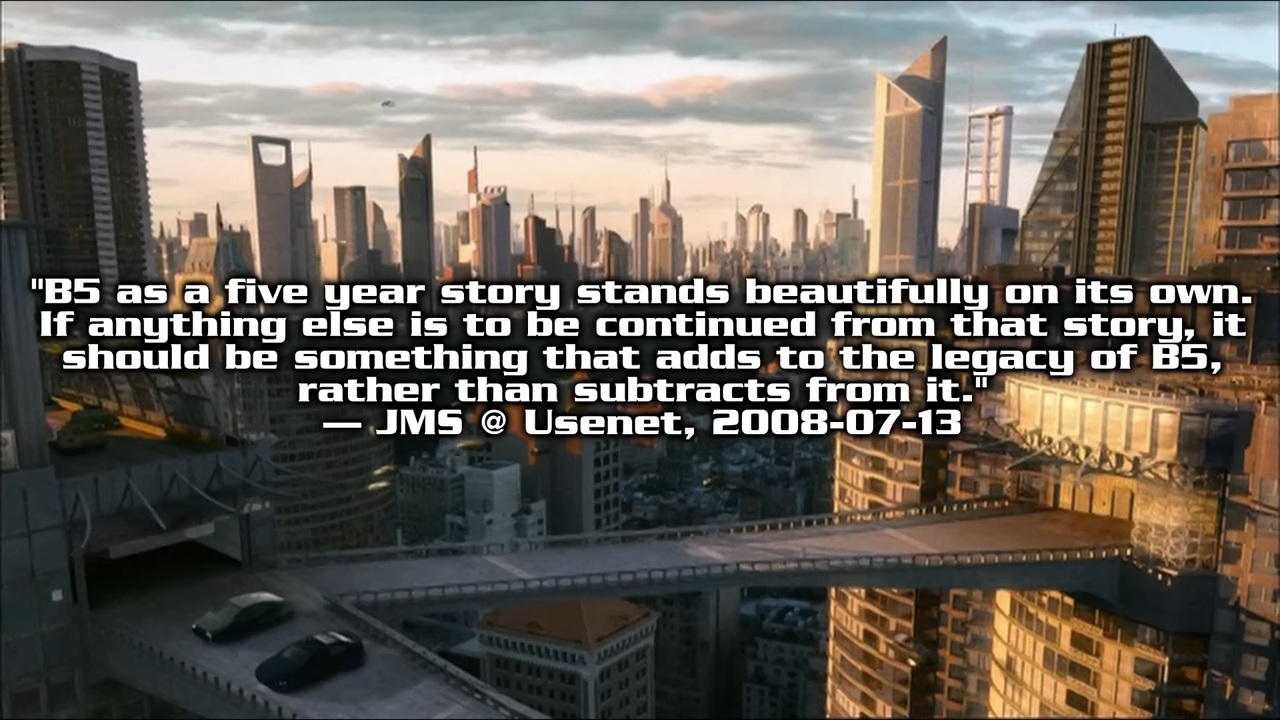 "B5 as a five year story stands beautifully on its own.
If anything else is to be continued from that story, it
should be something that adds to the legacy of B5,
rather than subtracts from it."
— JMS @ Usenet, 2008-07-13